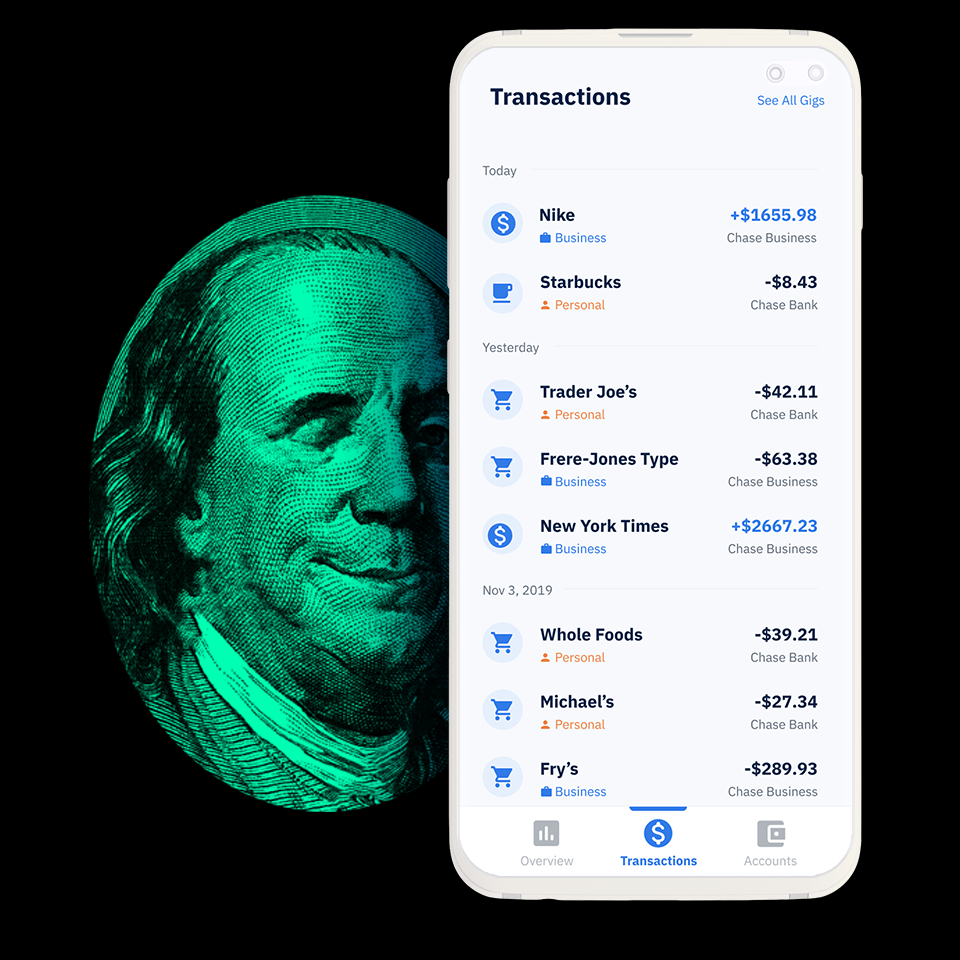 Transactions
See All Gigs
Today
Nike +$1655.98
Business Chase Business
Starbucks -$8.43
Personal Chase Bank
Yesterday
Trader Joe’s -$42.11
Personal Chase Bank
Frere-Jones Type -$63.38
Business Chase Business
New York Times +$2667.23
Business Chase Business
Nov 3, 2019
Whole Foods -$39.21
Personal Chase Bank
Michael’s -$27.34
Personal Chase Bank
Fry’s -$289.93
Business Chase Business
Overview Transactions Accounts